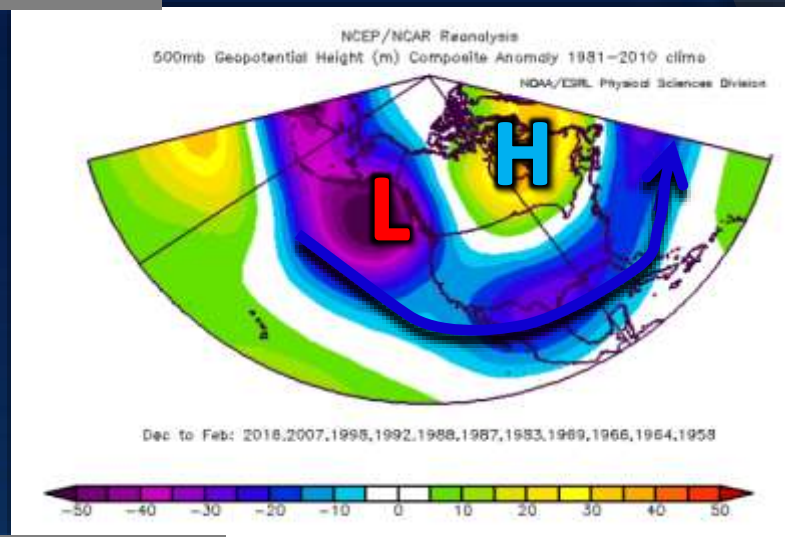 NCEP/NCAR Reanalysis
500mb Geopotential Height (m) Composite Anomaly 1981-2010 climo
NOAA/ESRL Physical Sciences Division
H
L
Dec to Feb: 2016,2007,1998,1992,1988,1987,1983,1969,1966,1964,1958
-50 -40 -30 -20 -10 0 10 20 30 40 50